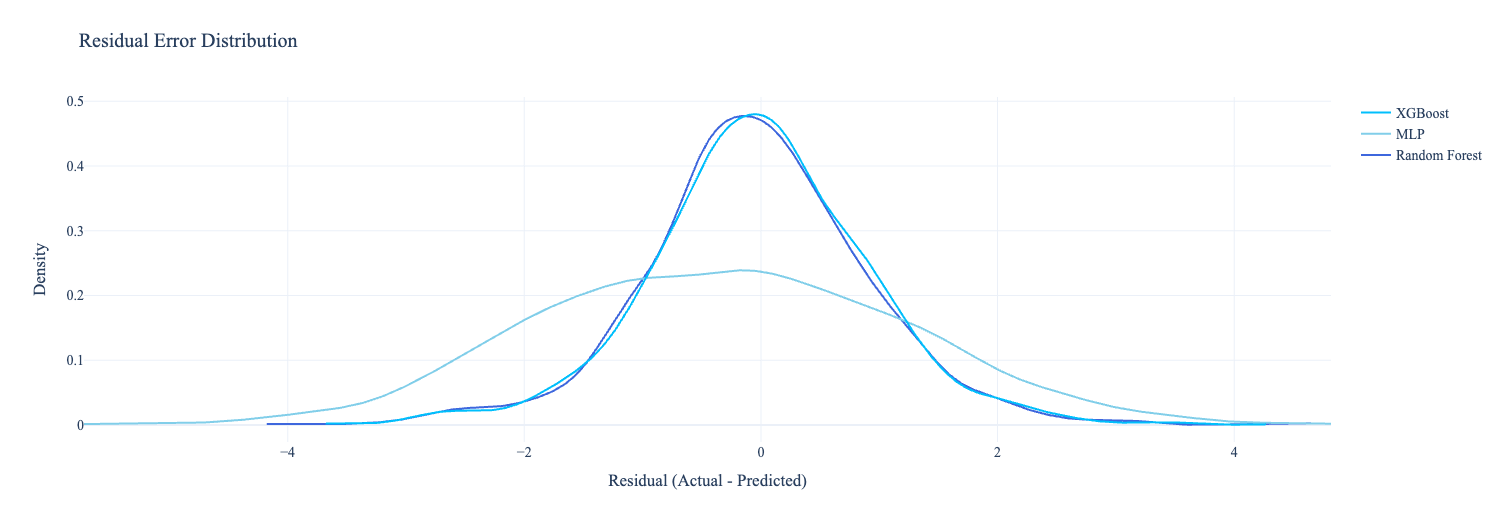 Residual Error Distribution
XGBoost
MLP
Random Forest
Density
0.5
0.4
0.3
0.2
0.1
0
−4
−2
0
2
4
Residual (Actual - Predicted)